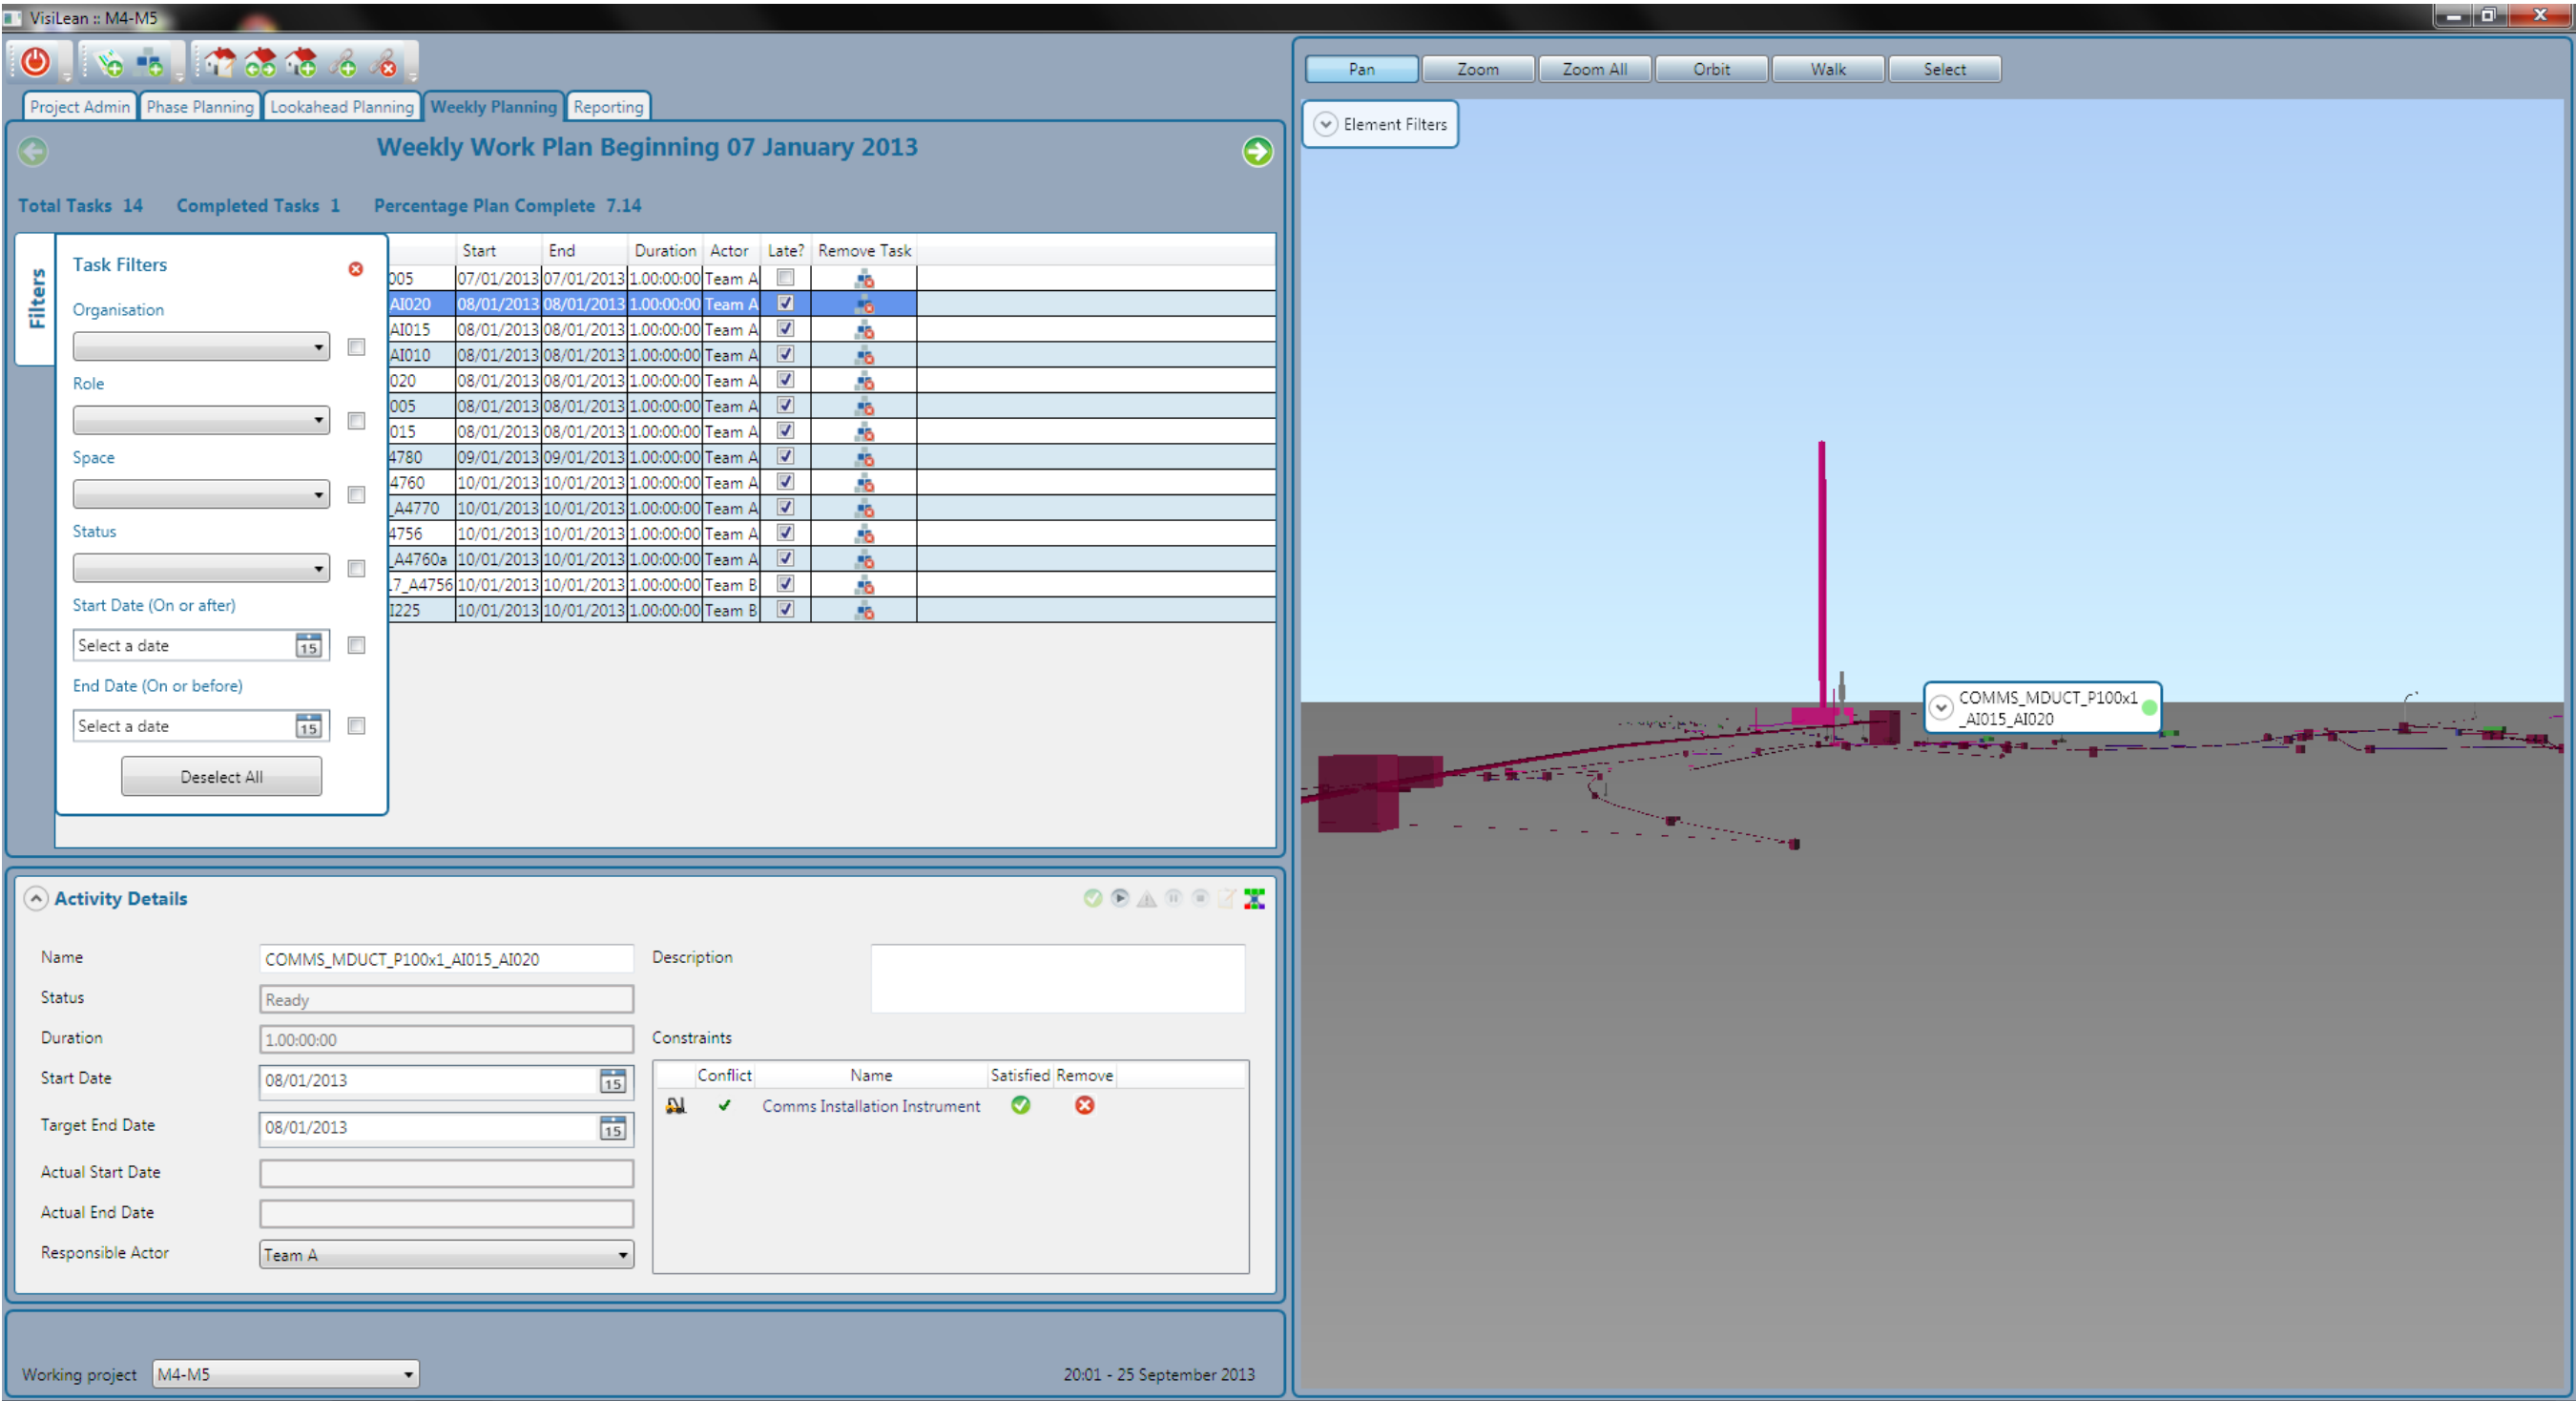 VisiLean :: M4-M5
Project Admin Phase Planning Lookahead Planning Weekly Planning Reporting
Weekly Work Plan Beginning 07 January 2013
Total Tasks 14 Completed Tasks 1 Percentage Plan Complete 7.14
Filters
Task Filters
Organisation
Role
Space
Status
Start Date (On or after)
Select a date 15
End Date (On or before)
Select a date 15
Deselect All
Start End Duration Actor Late? Remove Task
005 07/01/2013 07/01/2013 1.00:00:00 Team A
AI020 08/01/2013 08/01/2013 1.00:00:00 Team A
AI015 08/01/2013 08/01/2013 1.00:00:00 Team A
AI010 08/01/2013 08/01/2013 1.00:00:00 Team A
020 08/01/2013 08/01/2013 1.00:00:00 Team A
005 08/01/2013 08/01/2013 1.00:00:00 Team A
015 08/01/2013 08/01/2013 1.00:00:00 Team A
4780 09/01/2013 09/01/2013 1.00:00:00 Team A
4760 10/01/2013 10/01/2013 1.00:00:00 Team A
_A4770 10/01/2013 10/01/2013 1.00:00:00 Team A
4756 10/01/2013 10/01/2013 1.00:00:00 Team A
_A4760a 10/01/2013 10/01/2013 1.00:00:00 Team A
7_A4756 10/01/2013 10/01/2013 1.00:00:00 Team B
I225 10/01/2013 10/01/2013 1.00:00:00 Team B
Activity Details
Name COMMS_MDUCT_P100x1_AI015_AI020
Status Ready
Duration 1.00:00:00
Start Date 08/01/2013 15
Target End Date 08/01/2013 15
Actual Start Date
Actual End Date
Responsible Actor Team A
Description
Constraints
Conflict Name Satisfied Remove
Comms Installation Instrument
Working project M4-M5
20:01 - 25 September 2013
Pan Zoom Zoom All Orbit Walk Select
Element Filters
COMMS_MDUCT_P100x1
_AI015_AI020